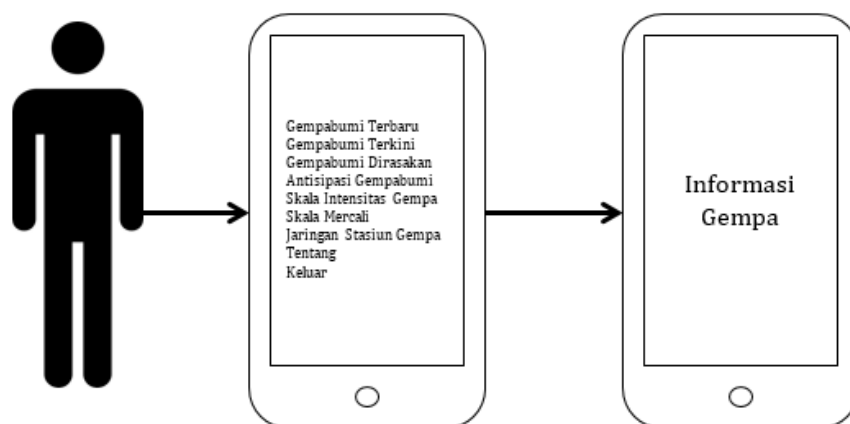 Gempabumi Terbaru
Gempabumi Terkini
Gempabumi Dirasakan
Antisipasi Gempabumi
Skala Intensitas Gempa
Skala Mercali
Jaringan Stasiun Gempa
Tentang
Keluar
Informasi
Gempa